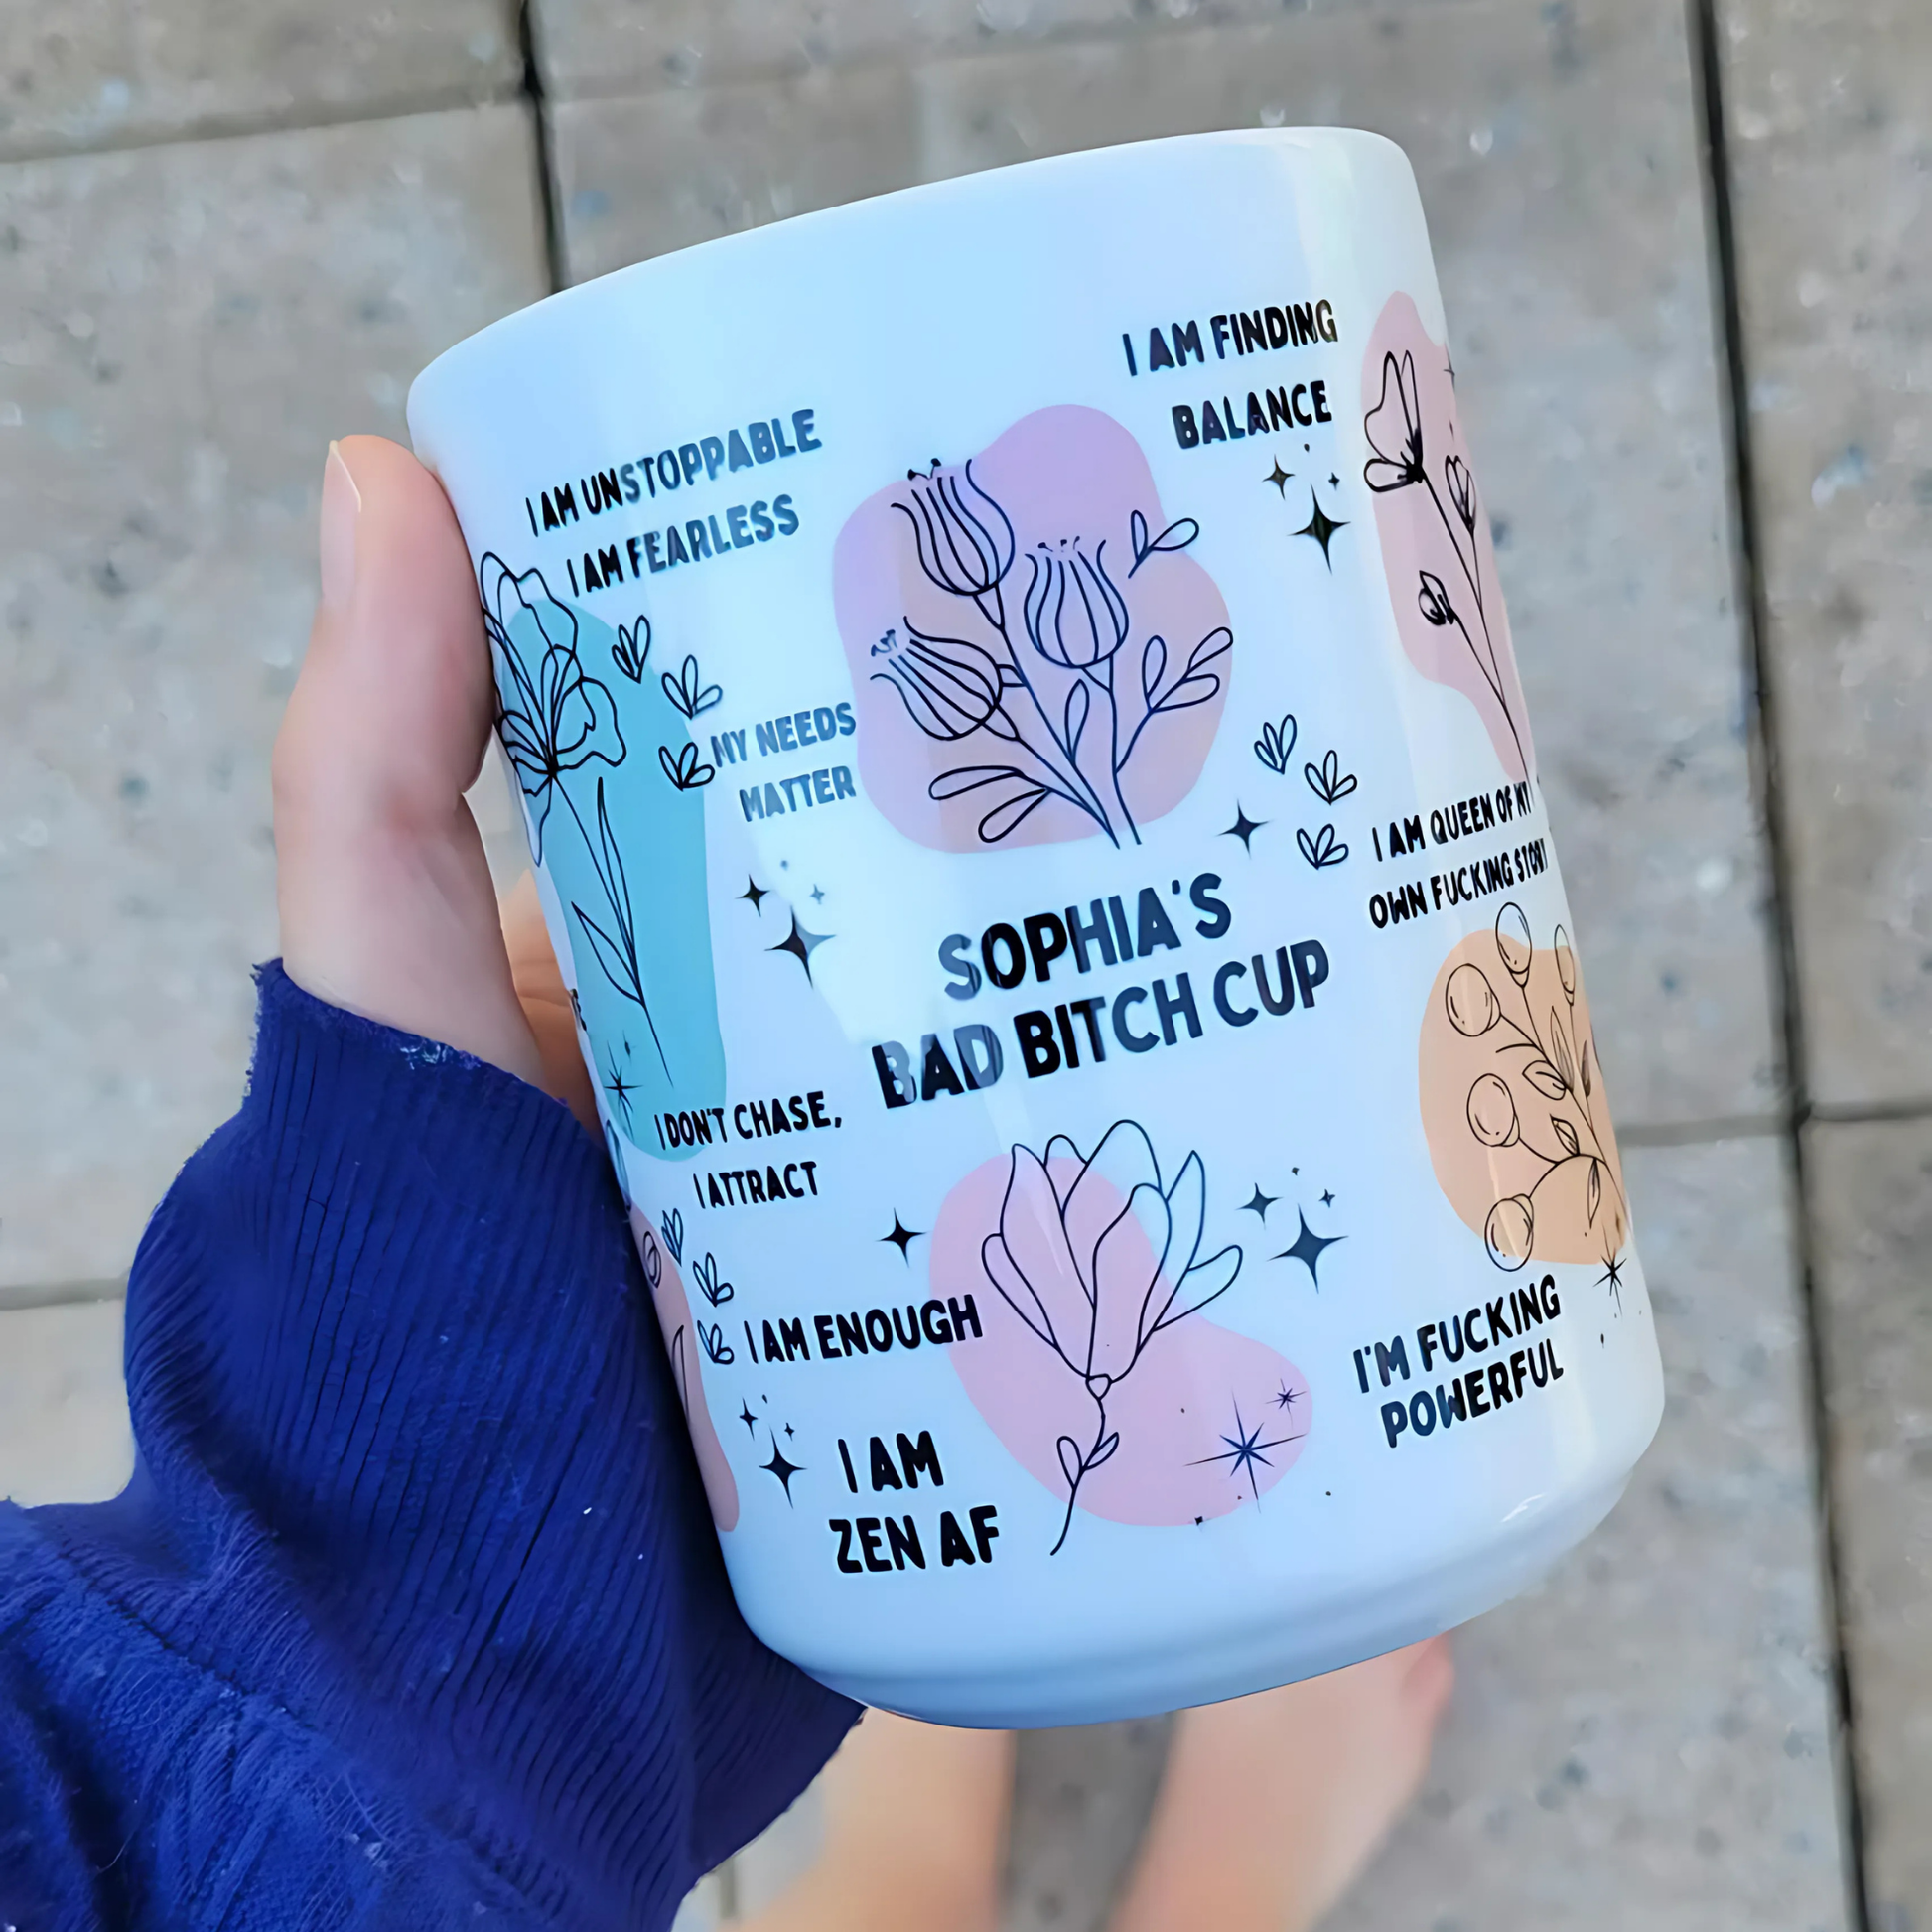 I AM FINDING
BALANCE
I AM UNSTOPPABLE
I AM FEARLESS
MY NEEDS
MATTER
I AM QUEEN OF MY
OWN FUCKING STORY
SOPHIA'S
BAD BITCH CUP
I DON'T CHASE,
I ATTRACT
I AM ENOUGH
I'M FUCKING
POWERFUL
I AM
ZEN AF